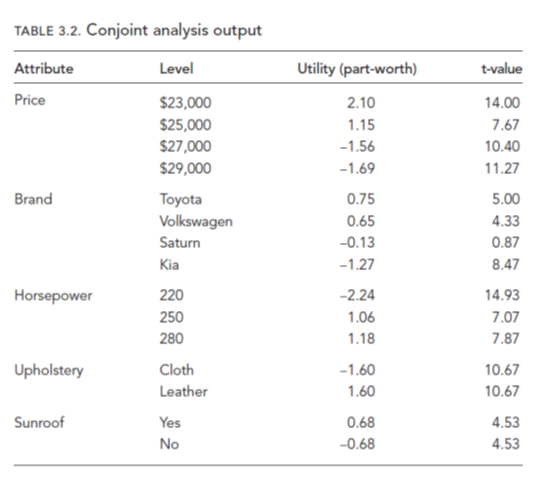 TABLE 3.2. Conjoint analysis output
Attribute Level Utility (part-worth) t-value
Price $23,000 2.10 14.00
$25,000 1.15 7.67
$27,000 –1.56 10.40
$29,000 –1.69 11.27
Brand Toyota 0.75 5.00
Volkswagen 0.65 4.33
Saturn –0.13 0.87
Kia –1.27 8.47
Horsepower 220 –2.24 14.93
250 1.06 7.07
280 1.18 7.87
Upholstery Cloth –1.60 10.67
Leather 1.60 10.67
Sunroof Yes 0.68 4.53
No –0.68 4.53